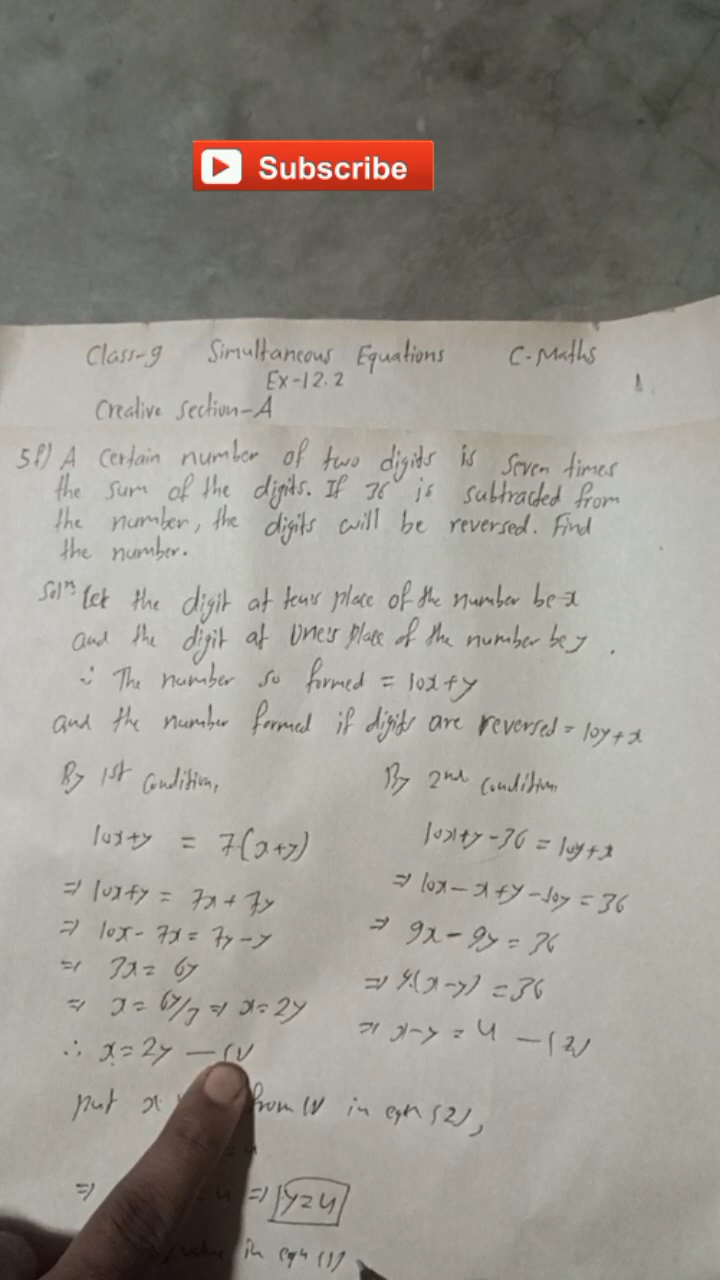 Subscribe
Class-9 Simultaneous Equations C-Maths
Ex-12.2 1.
Creative section-A
5f) A certain number of two digits is seven times
the sum of the digits. If 36 is subtracted from
the number, the digits will be reversed. Find
the number.
Solⁿ Let the digit at tens place of the number be x
and the digit at one's place of the number be y.
∴ The number so formed = 10x+y
and the number formed if digits are reversed = 10y+x
By 1st condition, By 2nd condition
10x+y = 7(x+y) 10x+y-36 = 10y+x
⇒ 10x+y = 7x+7y ⇒ 10x-x+y-10y = 36
⇒ 10x-7x = 7y-y ⇒ 9x-9y = 36
⇒ 3x = 6y ⇒ 9(x-y) = 36
⇒ x = 6y/3 ⇒ x = 2y ⇒ x-y = 4 —(2)
∴ x = 2y —(1)
put x from (1) in eqn (2),
= 4
⇒ = 4 ⇒ y=4
value in eqn (1)